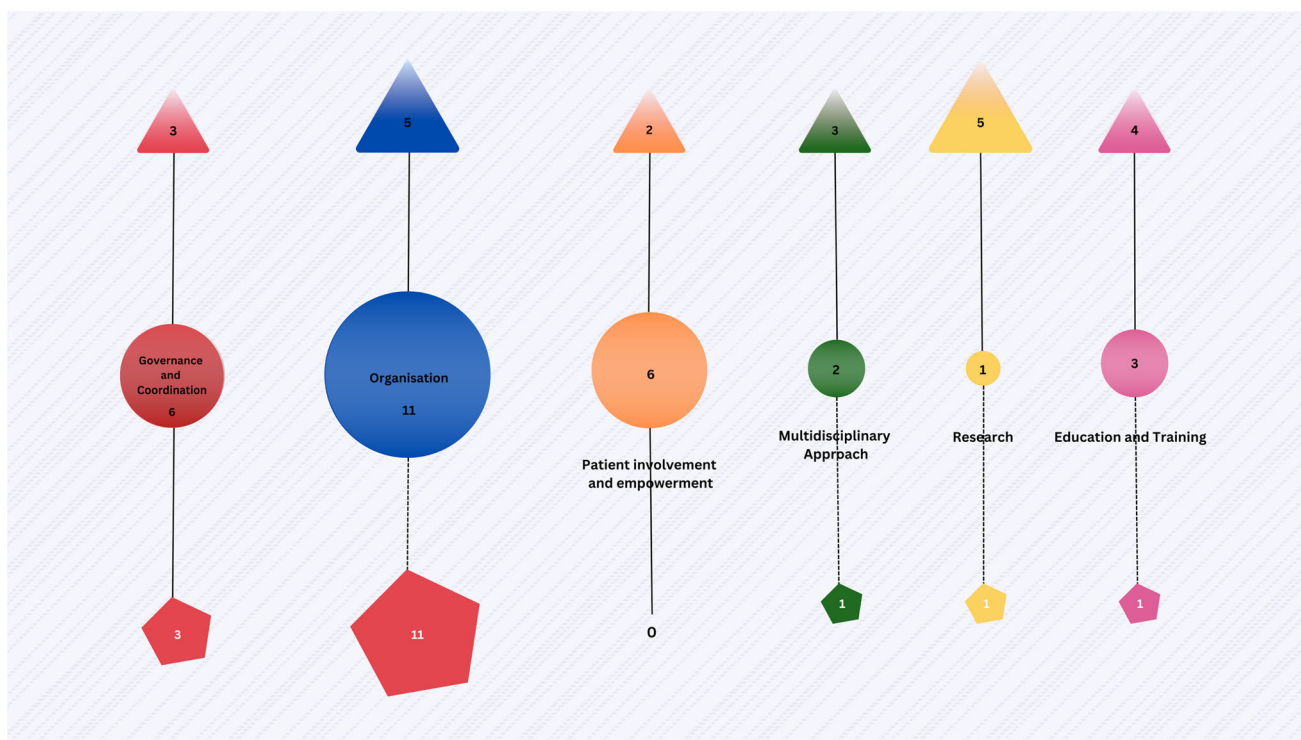 3
5
2
3
5
4
Governance
and
Coordination
6
Organisation
11
6
2
1
3
Patient involvement
and empowerment
Multidisciplinary
Approach
Research
Education and Training
3
11
0
1
1
1